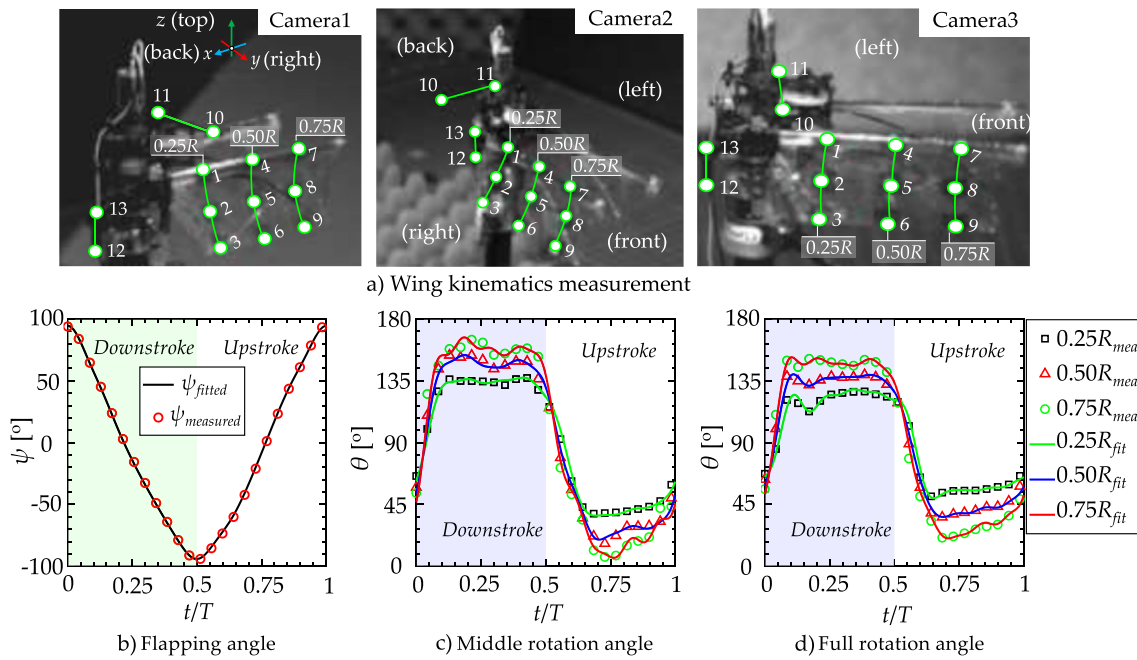 Camera1
z (top)
(back) x
y (right)
11
10
0.25R
0.50R
0.75R
1
4
7
2
5
8
3
6
9
13
12
Camera2
(back)
11
10
(left)
0.25R
13
0.50R
12
1
0.75R
4
2
7
3
5
8
6
9
(right)
(front)
Camera3
(left)
11
10
(front)
13
1
4
7
12
2
5
8
3
6
9
0.25R
0.50R
0.75R
a) Wing kinematics measurement
100
50
0
-50
-100
ψ [º]
Downstroke
Upstroke
ψfitted
ψmeasured
0
0.25
0.5
0.75
1
t/T
b) Flapping angle
180
135
90
45
0
θ [º]
Upstroke
Downstroke
0
0.25
0.5
0.75
1
t/T
c) Middle rotation angle
180
135
90
45
0
θ [º]
Upstroke
Downstroke
0
0.25
0.5
0.75
1
t/T
d) Full rotation angle
0.25Rmea
0.50Rmea
0.75Rmea
0.25Rfit
0.50Rfit
0.75Rfit